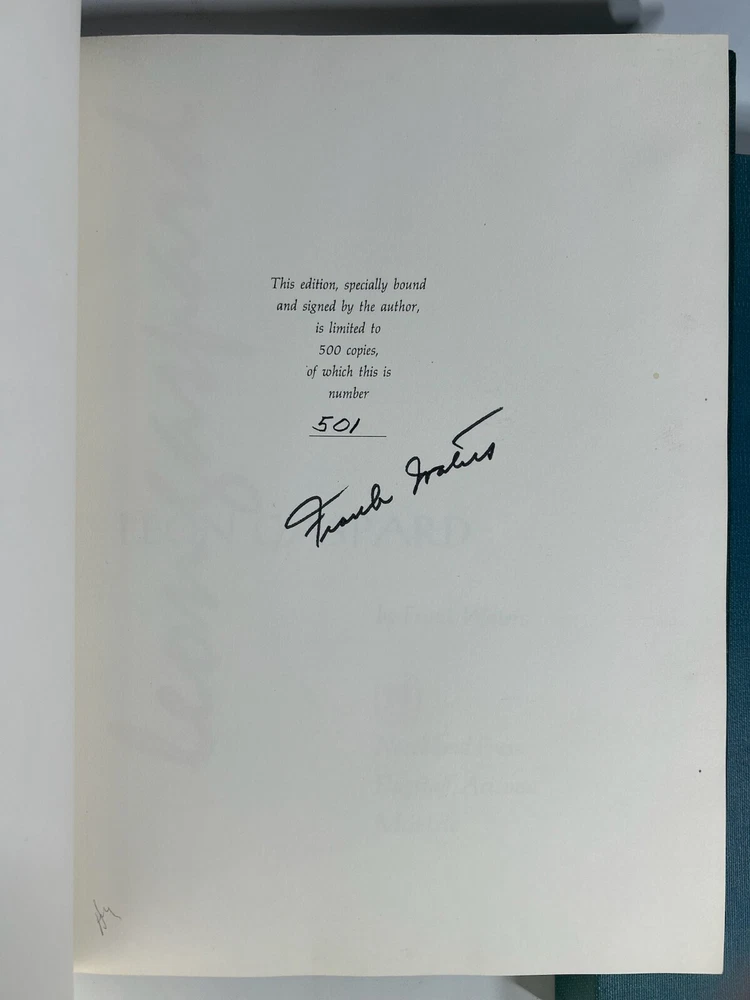 This edition, specially bound
and signed by the author,
is limited to
500 copies,
of which this is
number
501
Frank Waters